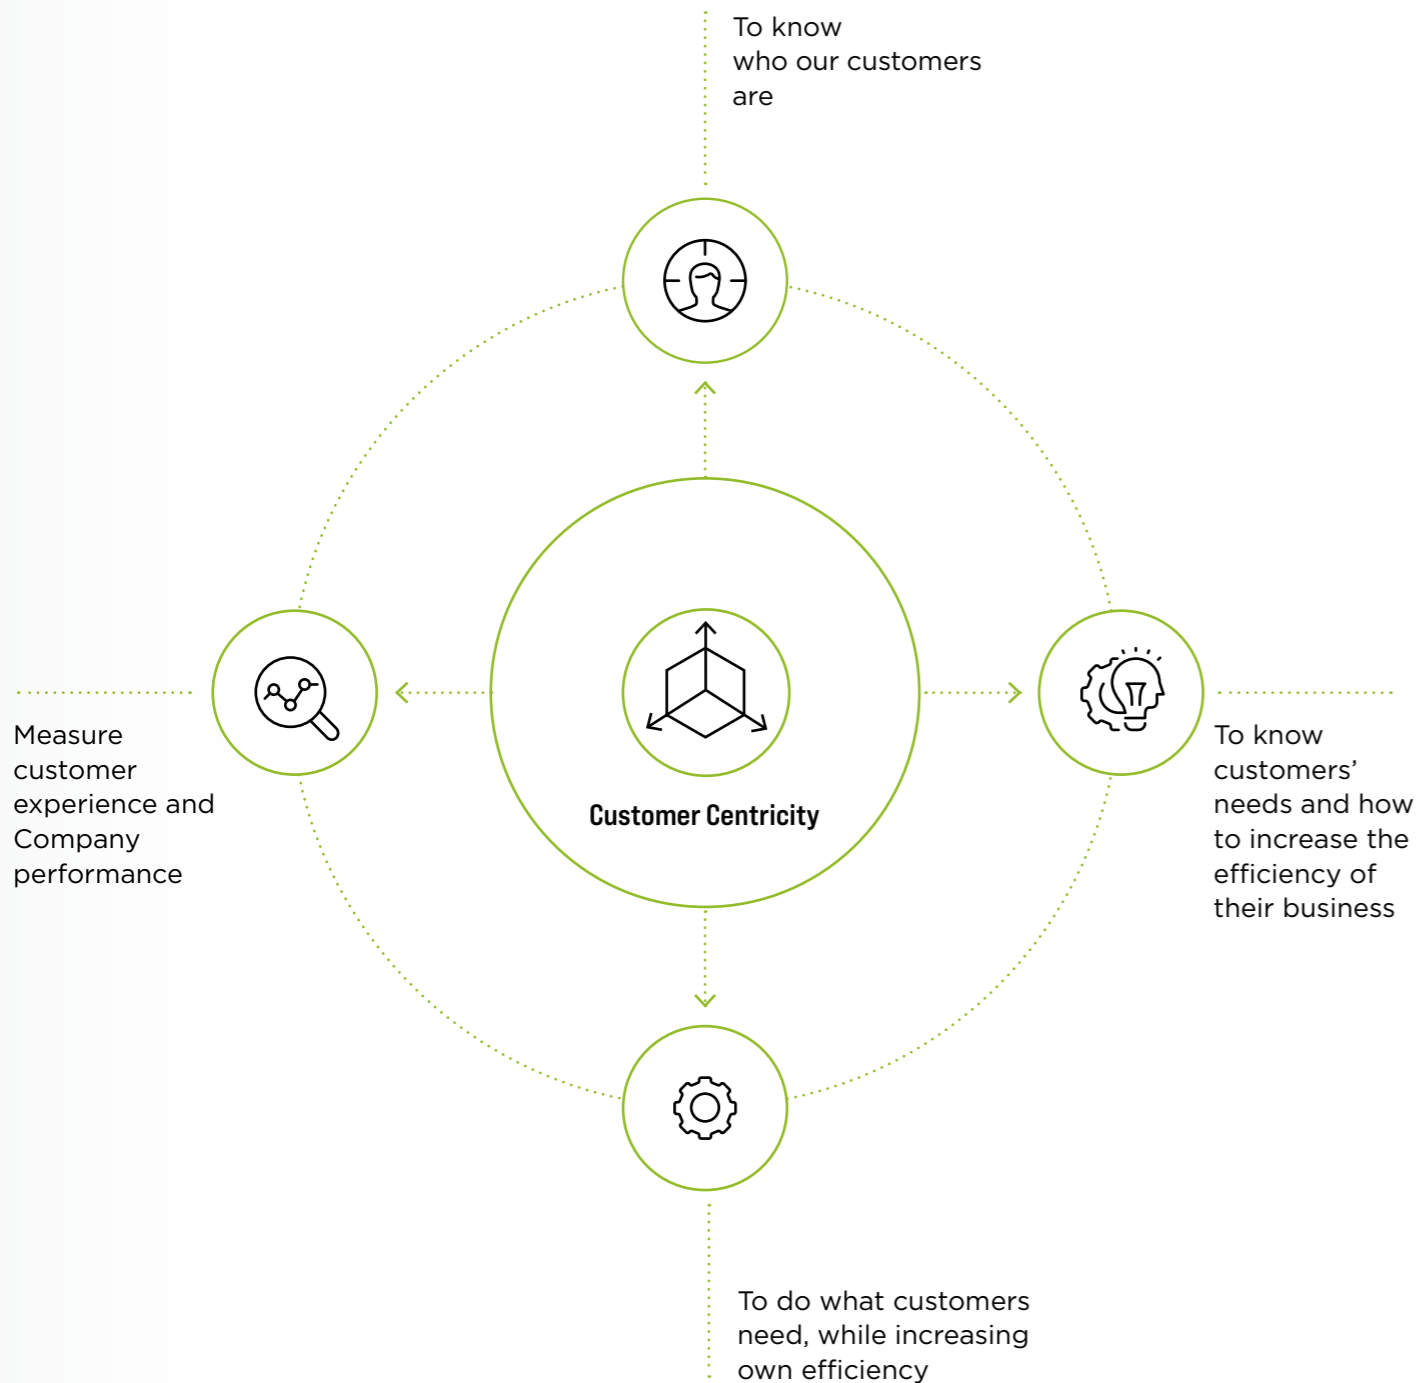 To know
who our customers
are
Measure
customer
experience and
Company
performance
Customer Centricity
To know
customers’
needs and how
to increase the
efficiency of
their business
To do what customers
need, while increasing
own efficiency